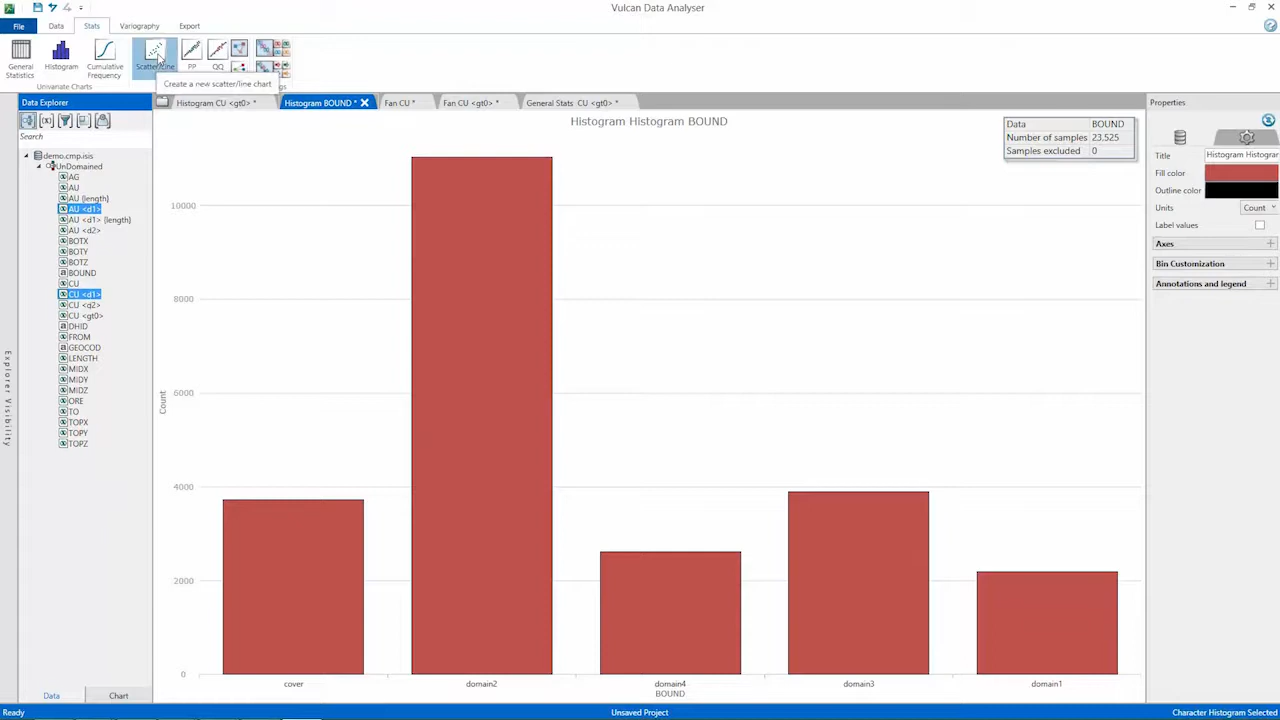 Vulcan Data Analyser
File
Data
Stats
Variography
Export
General Statistics
Histogram
Cumulative Frequency
Scatter/Line
PP
QQ
Univariate Charts
Create a new scatter/line chart
Data Explorer
Histogram CU <gt0> *
Histogram BOUND *
Fan CU *
Fan CU <gt0> *
General Stats CU <gt0> *
Properties
Search
demo.cmp.isis
UnDomained
AG
AU
AU {length}
AU <d1>
AU <d1> {length}
AU <d2>
BOTX
BOTY
BOTZ
BOUND
CU
CU <d1>
CU <d2>
CU <gt0>
DHID
FROM
GEOCOD
LENGTH
MIDX
MIDY
MIDZ
ORE
TO
TOPX
TOPY
TOPZ
Explorer Visibility
Data
Chart
Histogram Histogram BOUND
Data BOUND
Number of samples 23.525
Samples excluded 0
Count
10000
8000
6000
4000
2000
0
cover
domain2
domain4
domain3
domain1
BOUND
Title Histogram Histograr
Fill color
Outline color
Units Count
Label values
Axes
Bin Customization
Annotations and legend
Ready
Unsaved Project
Character Histogram Selected